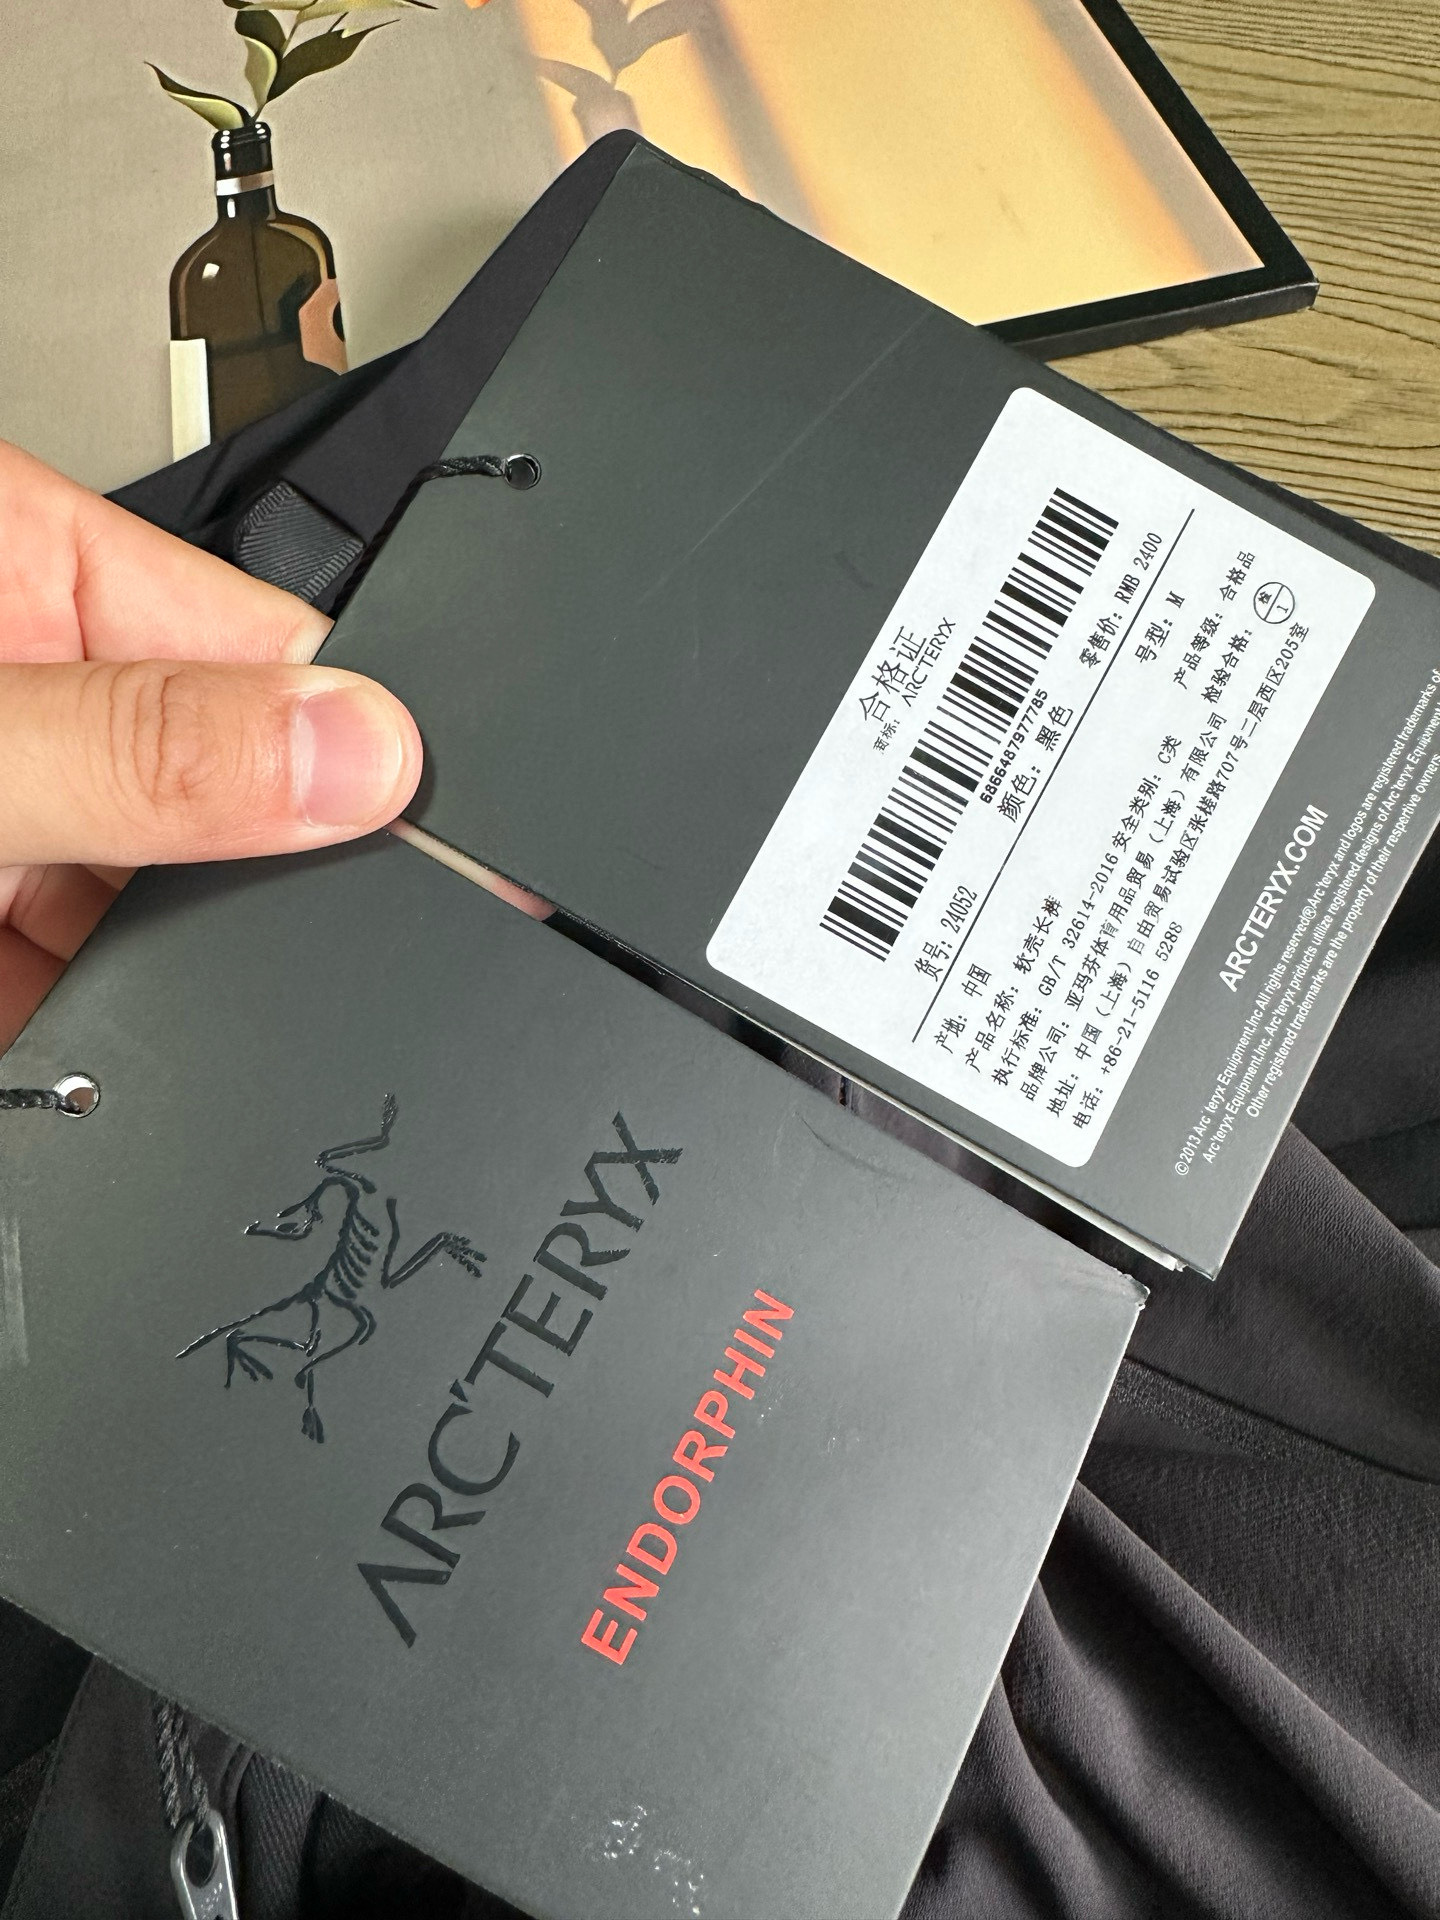 合格证
商标: ARC'TERYX
6866487977785
货号: 24052
颜色: 黑色
零售价: RMB 2400
产地: 中国
号型: M
产品名称: 软壳长裤
产品等级: 合格品
执行标准: GB/T 32614-2016 安全类别: C类
检验合格: 检 1
品牌公司: 亚玛芬体育用品贸易 (上海) 有限公司
地址: 中国 (上海) 自由贸易试验区张桂路707号二层西区205室
电话: +86-21-5116 5288
ARCTERYX.COM
©2013 Arc'teryx Equipment.Inc All rights reserved®Arc'teryx and logos are registered trademarks of
Arc'teryx Equipment.Inc. Arc'teryx priducts utilize registered designs of Arc'teryx Equipment
Other registered trademarks are the property of their respective owners
ARC'TERYX
ENDORPHIN